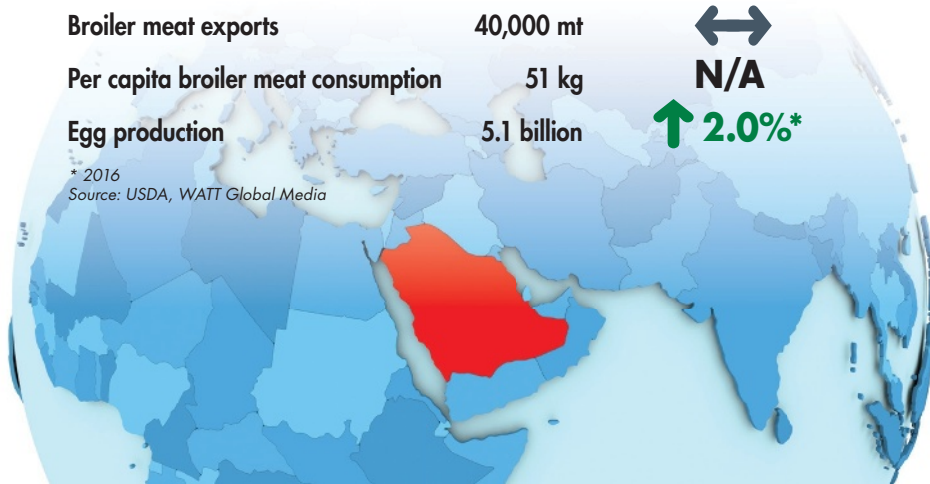 Broiler meat exports 40,000 mt
Per capita broiler meat consumption 51 kg N/A
Egg production 5.1 billion 2.0%*
* 2016
Source: USDA, WATT Global Media